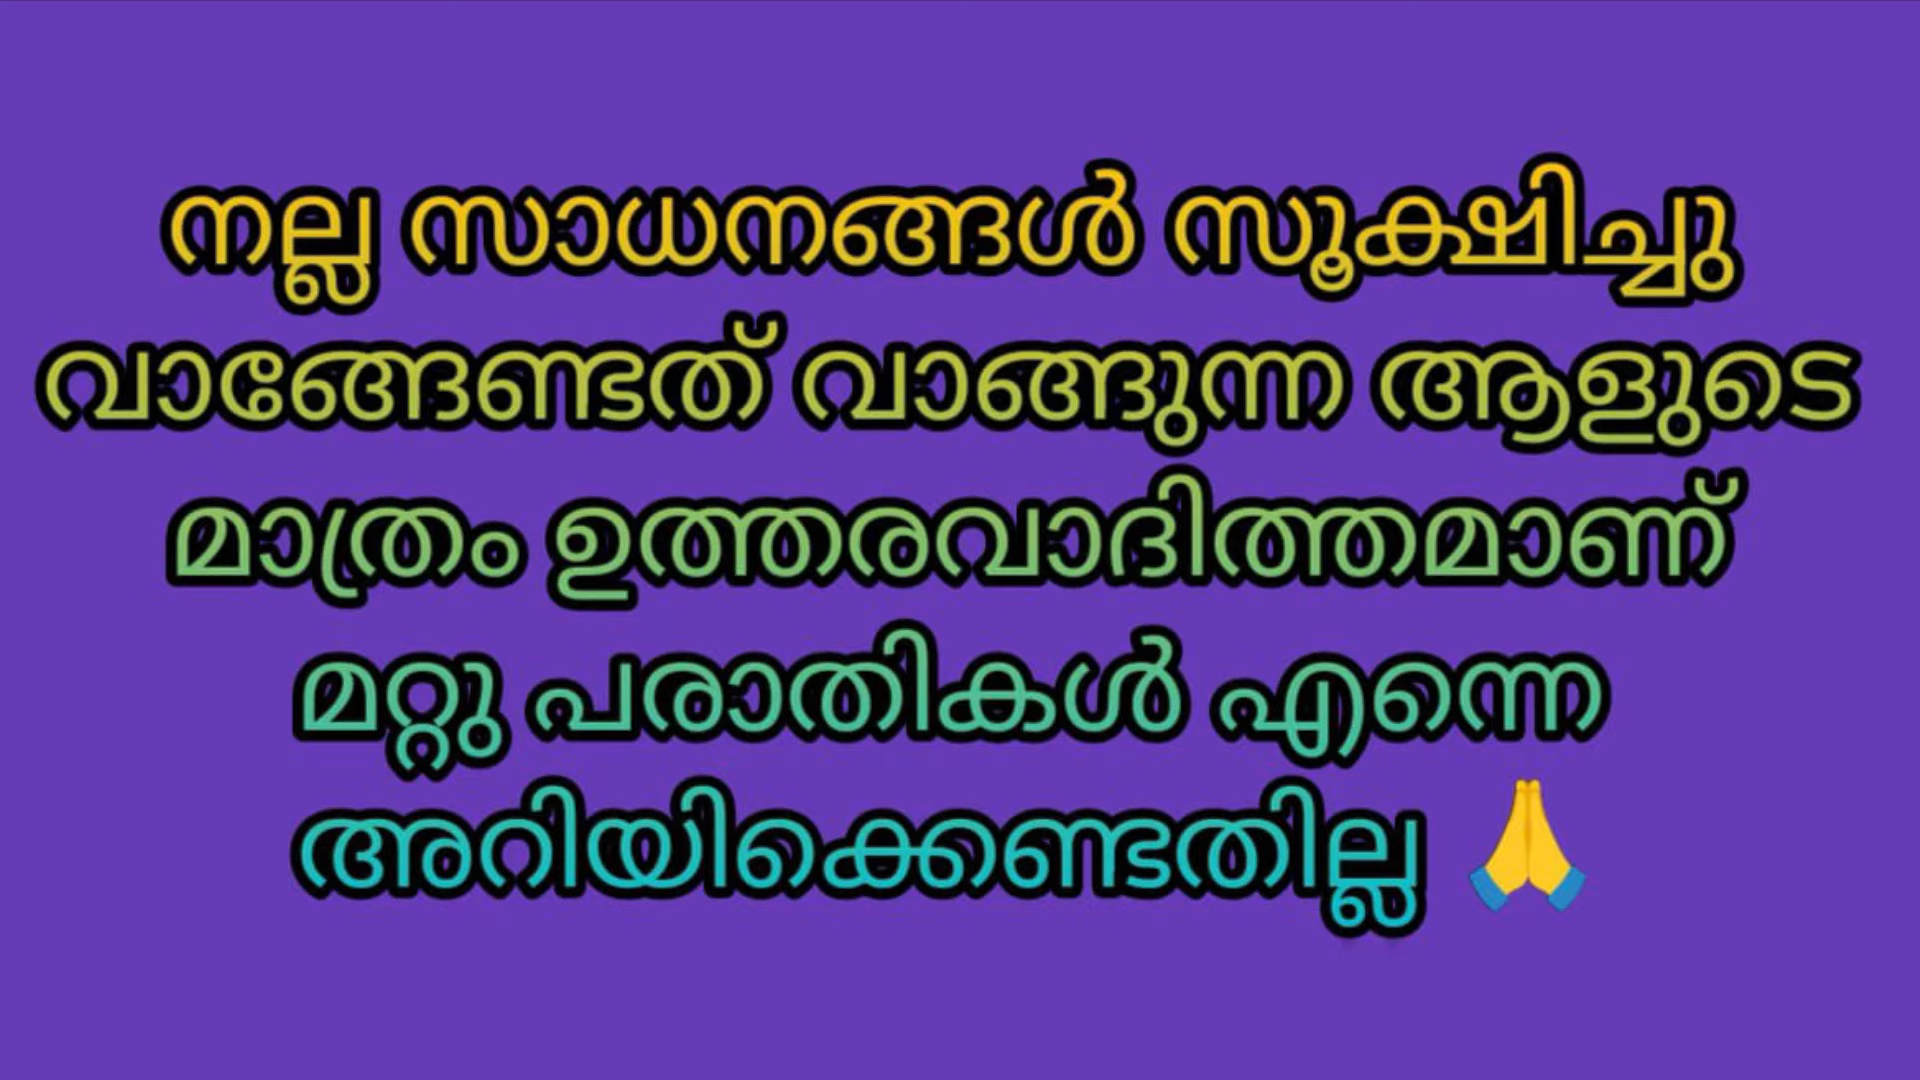 നല്ല സാധനങ്ങൾ സൂക്ഷിച്ചു
വാങ്ങേണ്ടത് വാങ്ങുന്ന ആളുടെ
മാത്രം ഉത്തരവാദിത്തമാണ്
മറ്റു പരാതികൾ എന്നെ
അറിയിക്കെണ്ടതില്ല 🙏